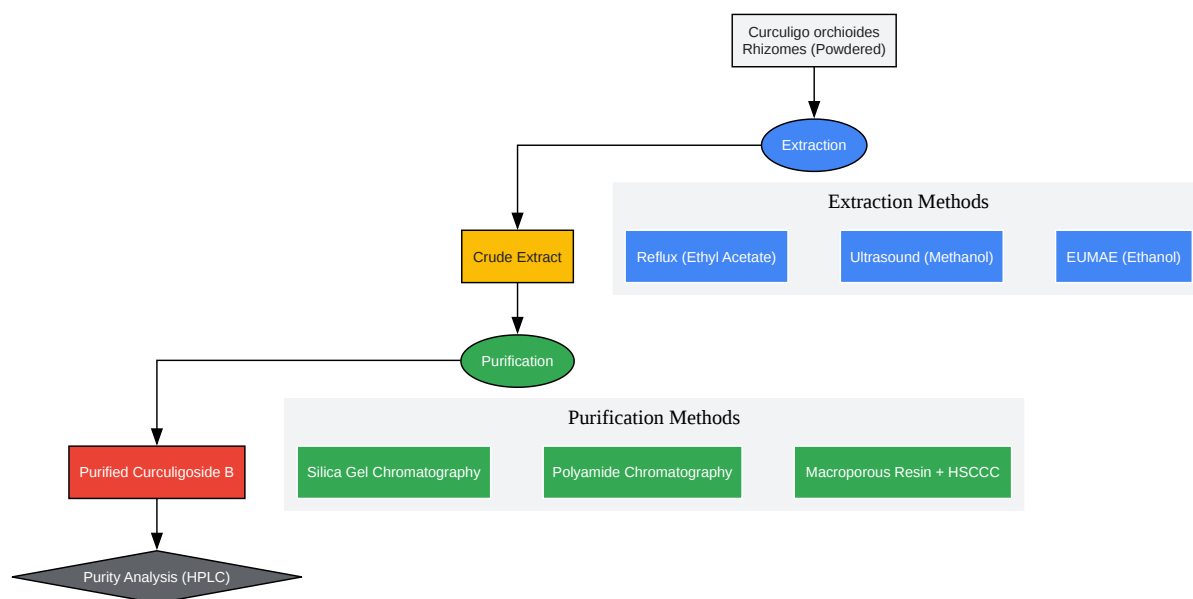 Curculigo orchioides
Rhizomes (Powdered)
Extraction
Extraction Methods
Crude Extract
Reflux (Ethyl Acetate)
Ultrasound (Methanol)
EUMAE (Ethanol)
Purification
Purification Methods
Purified Curculigoside B
Silica Gel Chromatography
Polyamide Chromatography
Macroporous Resin + HSCCC
Purity Analysis (HPLC)